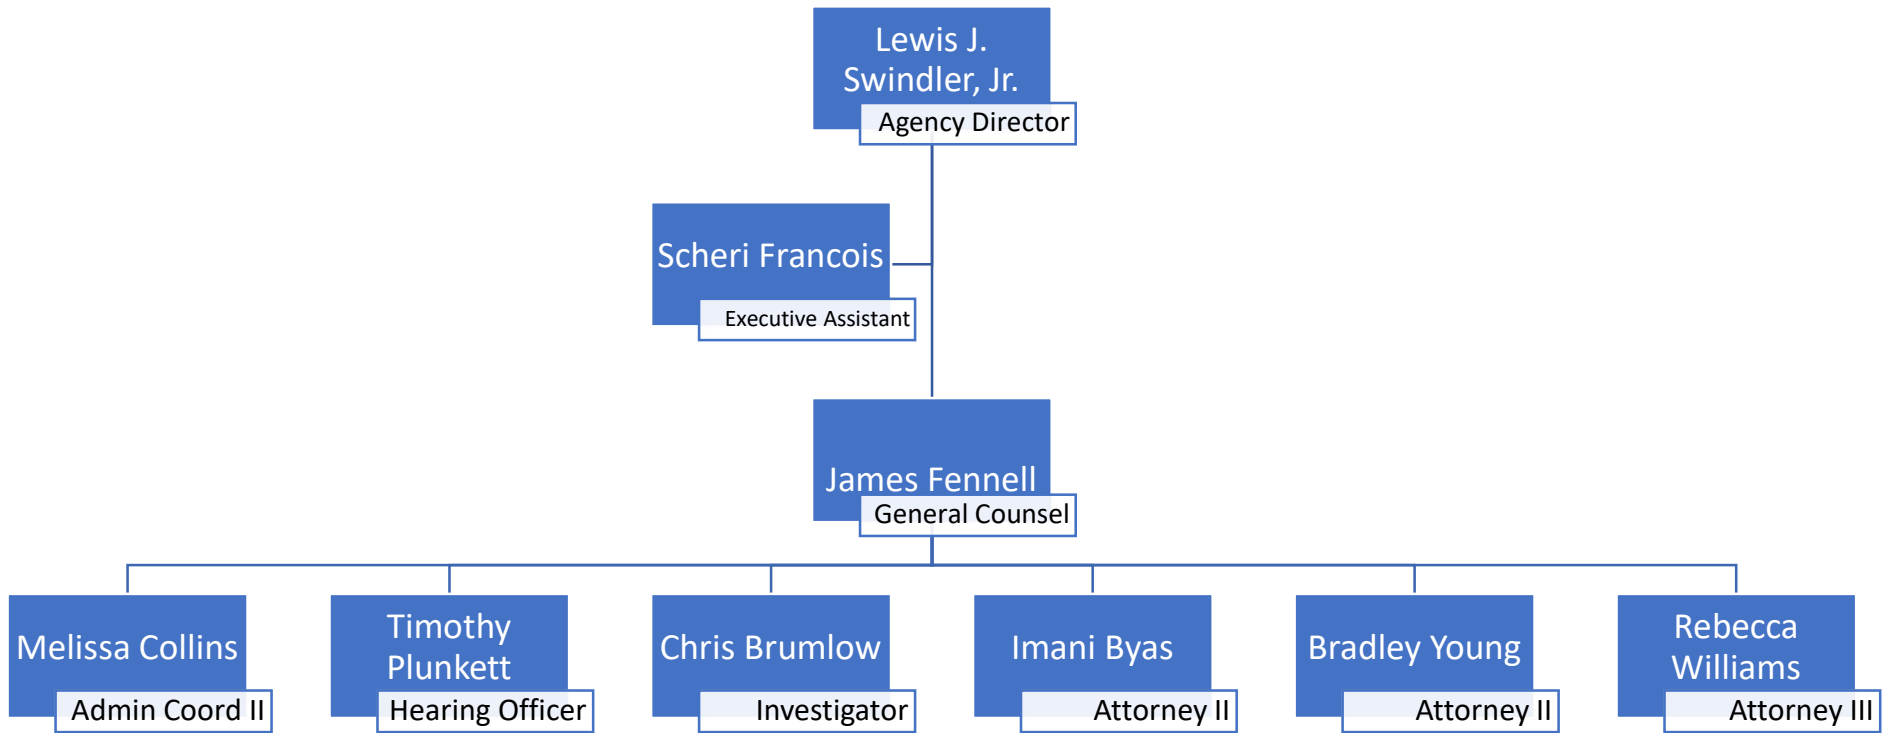 Lewis J.
Swindler, Jr.
Agency Director
Scheri Francois
Executive Assistant
James Fennell
General Counsel
Melissa Collins
Admin Coord II
Timothy
Plunkett
Hearing Officer
Chris Brumlow
Investigator
Imani Byas
Attorney II
Bradley Young
Attorney II
Rebecca
Williams
Attorney III